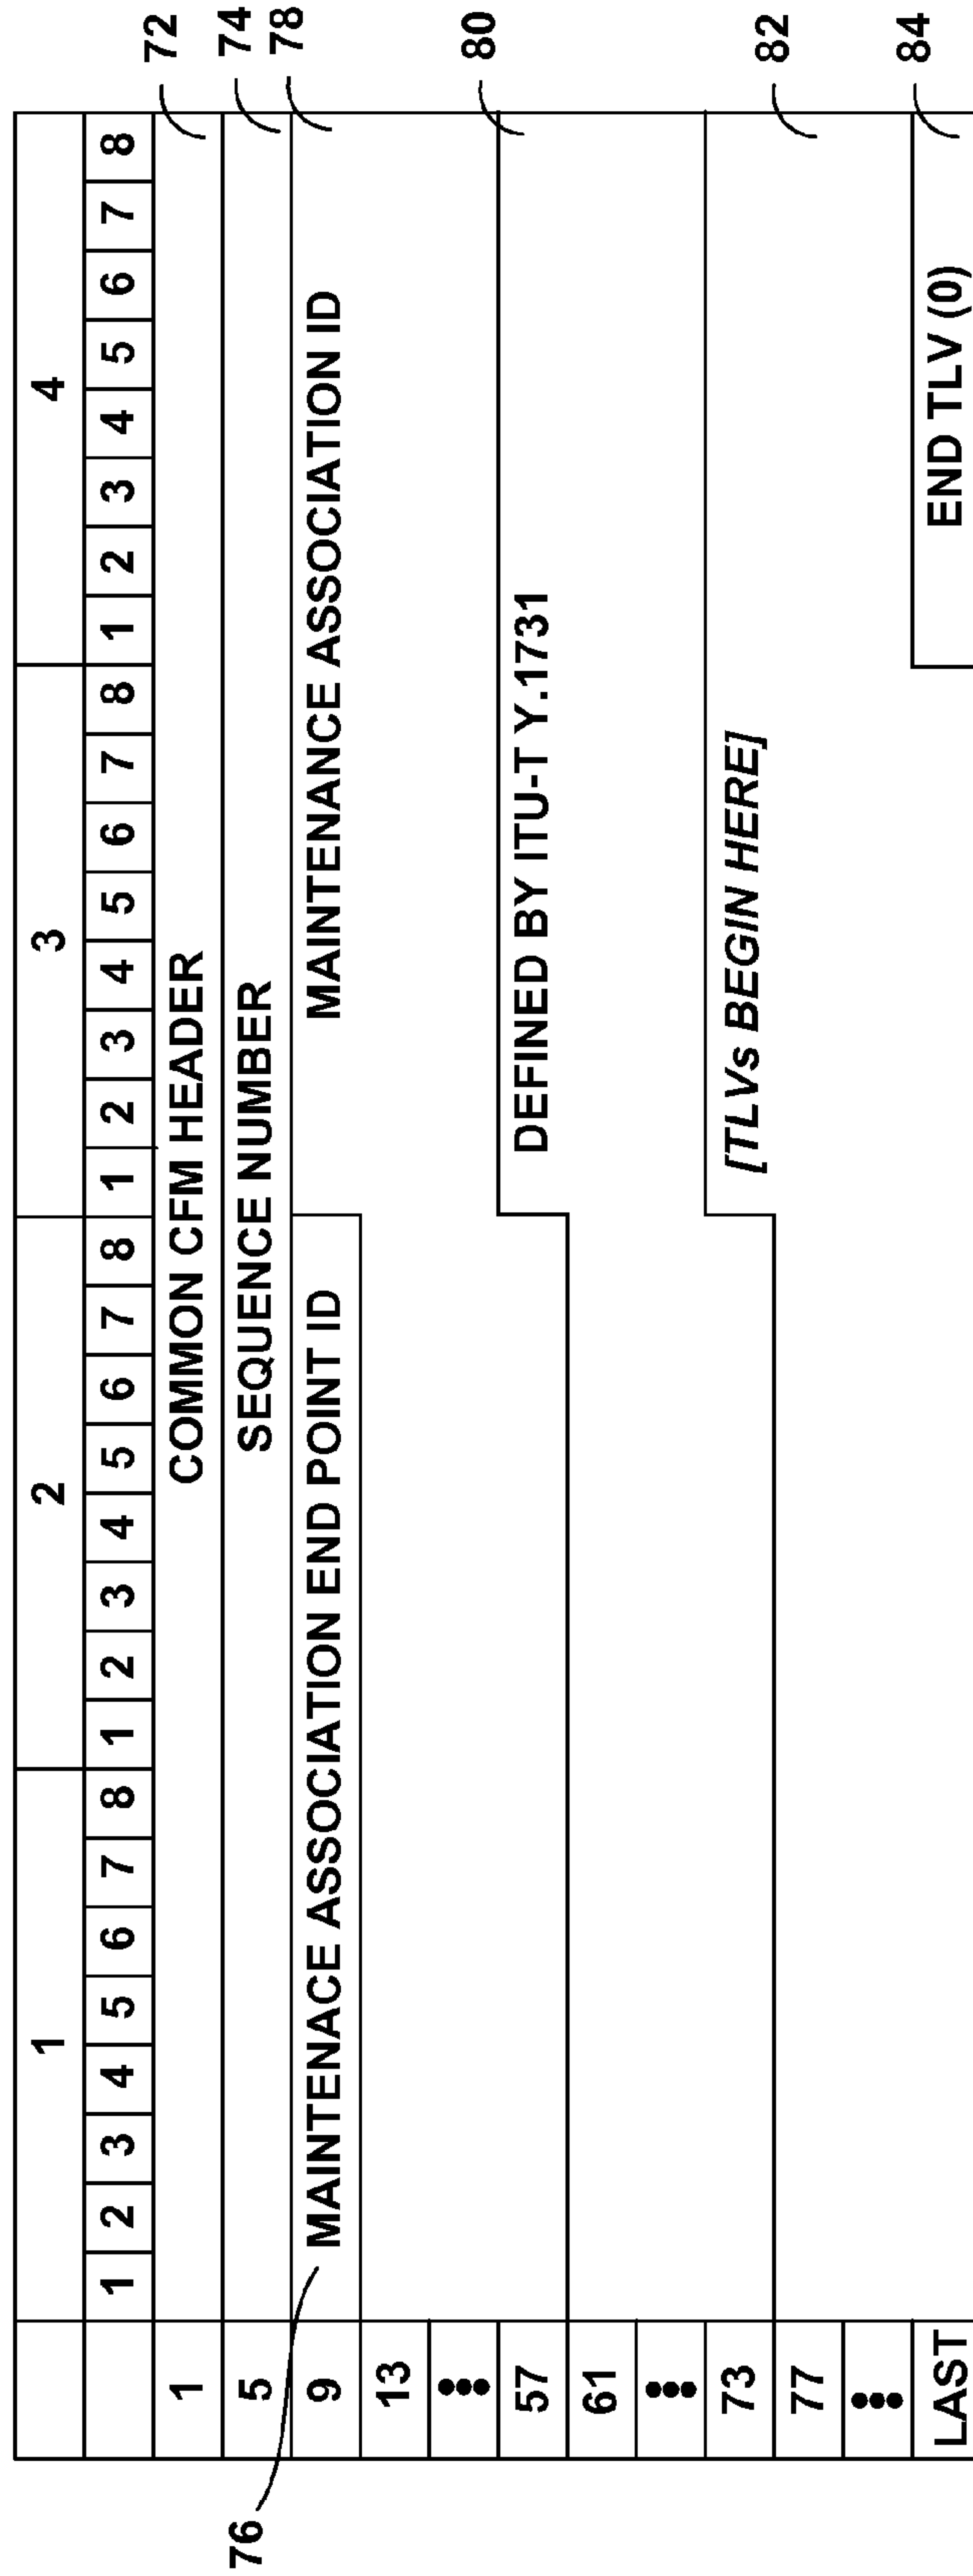 1 2 3 4
1 2 3 4 5 6 7 8 1 2 3 4 5 6 7 8 1 2 3 4 5 6 7 8 1 2 3 4 5 6 7 8
1 COMMON CFM HEADER 72
5 SEQUENCE NUMBER 74
76 9 MAINTENACE ASSOCIATION END POINT ID MAINTENANCE ASSOCIATION ID 78
13
•••
57 DEFINED BY ITU-T Y.1731 80
61
•••
73 [TLVs BEGIN HERE] 82
77
•••
LAST END TLV (0) 84